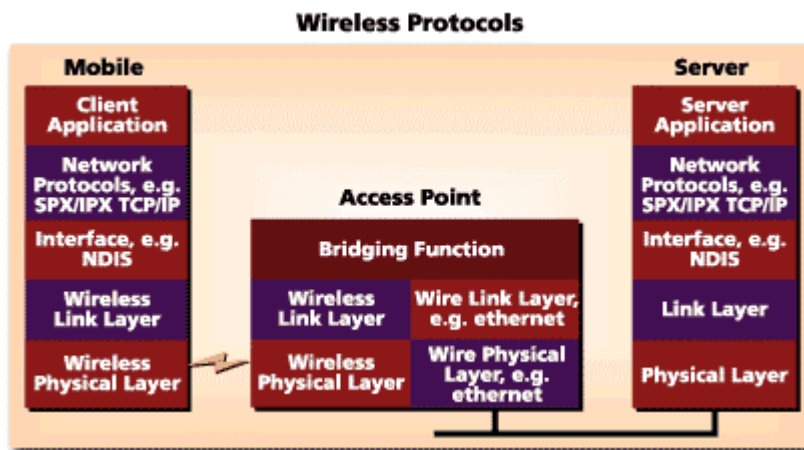 Wireless Protocols
Mobile
Client
Application
Network
Protocols, e.g.
SPX/IPX TCP/IP
Interface, e.g.
NDIS
Wireless
Link Layer
Wireless
Physical Layer
Access Point
Bridging Function
Wireless
Link Layer
Wire Link Layer,
e.g. ethernet
Wireless
Physical Layer
Wire Physical
Layer, e.g.
ethernet
Server
Server
Application
Network
Protocols, e.g.
SPX/IPX TCP/IP
Interface, e.g.
NDIS
Link Layer
Physical Layer